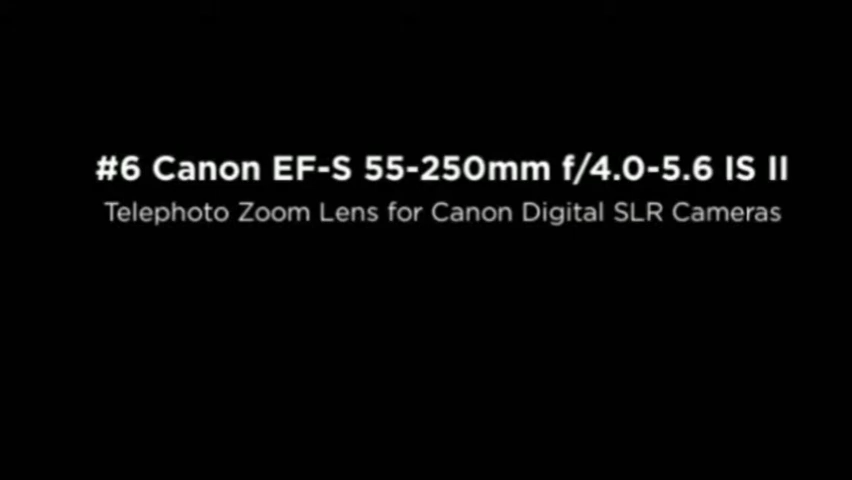 #6 Canon EF-S 55-250mm f/4.0-5.6 IS II
Telephoto Zoom Lens for Canon Digital SLR Cameras